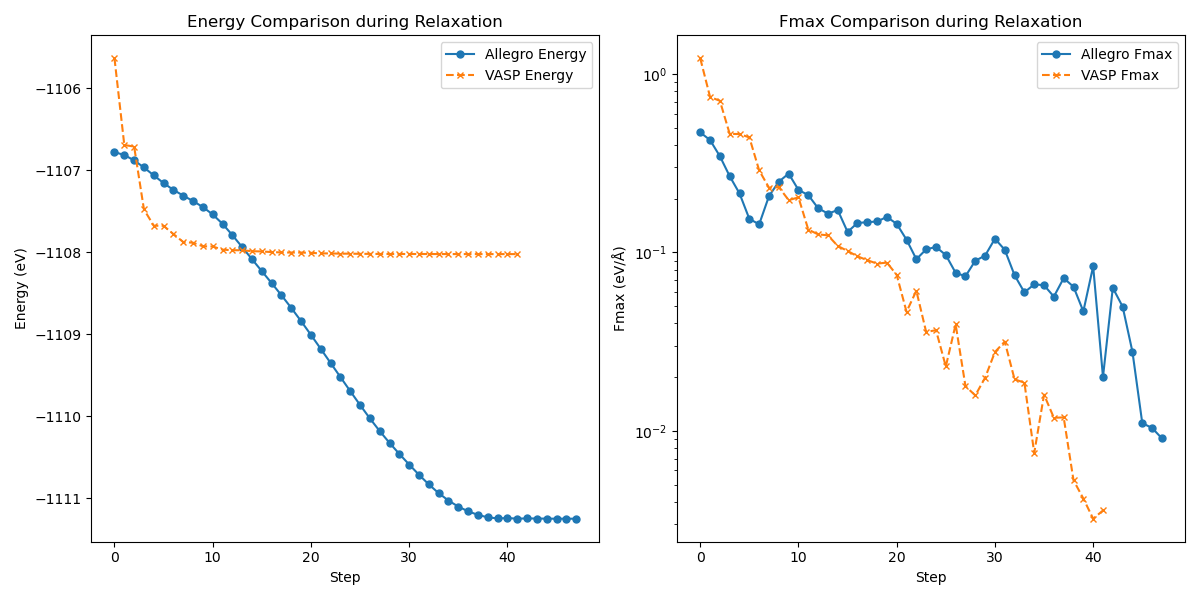 Energy Comparison during Relaxation
Allegro Energy
VASP Energy
−1106
−1107
−1108
−1109
−1110
−1111
Energy (eV)
0 10 20 30 40
Step
Fmax Comparison during Relaxation
Allegro Fmax
VASP Fmax
10⁰
10⁻¹
10⁻²
Fmax (eV/Å)
0 10 20 30 40
Step